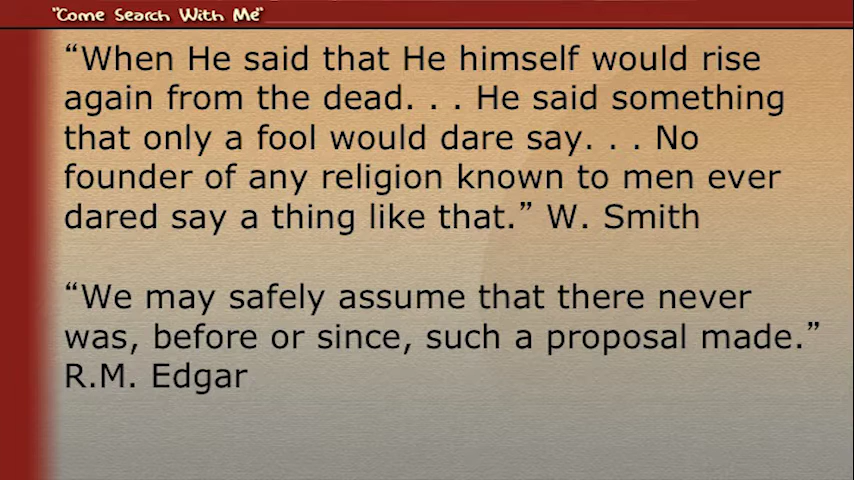 "Come Search With Me"
“When He said that He himself would rise
again from the dead. . . He said something
that only a fool would dare say. . . No
founder of any religion known to men ever
dared say a thing like that.” W. Smith
“We may safely assume that there never
was, before or since, such a proposal made.”
R.M. Edgar